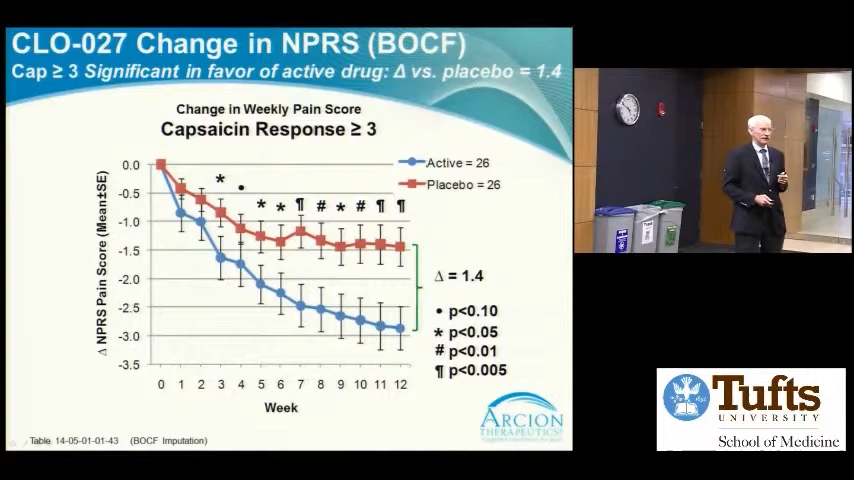 CLO-027 Change in NPRS (BOCF)
Cap ≥ 3 Significant in favor of active drug: Δ vs. placebo = 1.4
Change in Weekly Pain Score
Capsaicin Response ≥ 3
Active = 26
Placebo = 26
Δ NPRS Pain Score (Mean±SE)
0.0
-0.5
-1.0
-1.5
-2.0
-2.5
-3.0
-3.5
* • * * ¶ # * # ¶ ¶
Δ = 1.4
• p<0.10
* p<0.05
# p<0.01
¶ p<0.005
0 1 2 3 4 5 6 7 8 9 10 11 12
Week
ARCION
THERAPEUTICS
Table 14-05-01-01-43 (BOCF Imputation)
Tufts
UNIVERSITY
School of Medicine